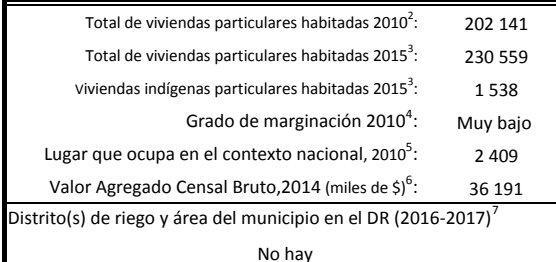 Total de viviendas particulares habitadas 2010²: 202 141
Total de viviendas particulares habitadas 2015³: 230 559
Viviendas indígenas particulares habitadas 2015³: 1 538
Grado de marginación 2010⁴: Muy bajo
Lugar que ocupa en el contexto nacional, 2010⁵: 2 409
Valor Agregado Censal Bruto,2014 (miles de $)⁶: 36 191
Distrito(s) de riego y área del municipio en el DR (2016-2017)⁷
No hay